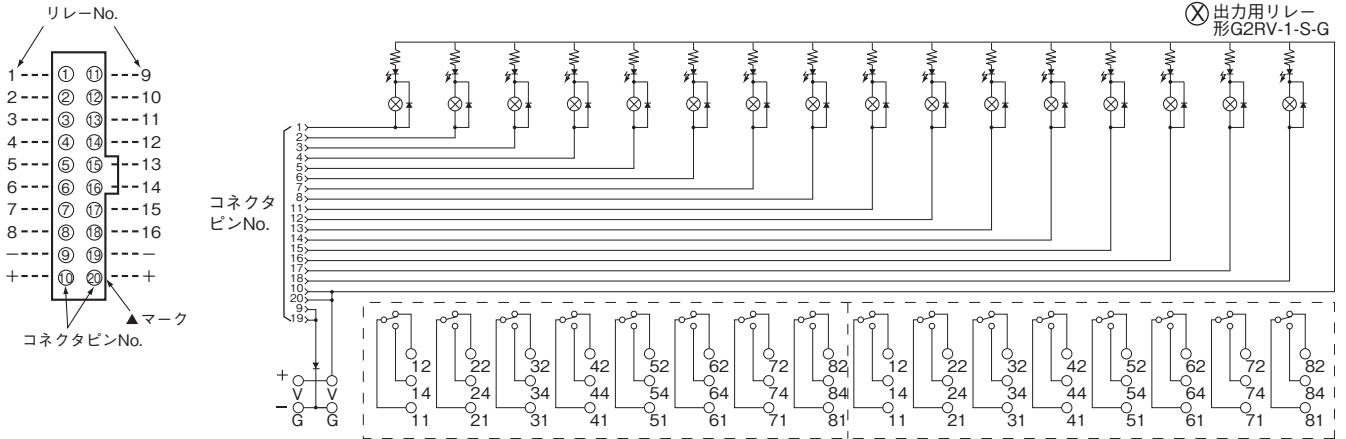 リレーNo.
1 ① ⑪ 9
2 ② ⑫ 10
3 ③ ⑬ 11
4 ④ ⑭ 12
5 ⑤ ⑮ 13
6 ⑥ ⑯ 14
7 ⑦ ⑰ 15
8 ⑧ ⑱ 16
− ⑨ ⑲ −
+ ⑩ ⑳ +
▲マーク
コネクタピンNo.
出力用リレー
形G2RV-1-S-G
コネクタ
ピンNo.
1
2
3
4
5
6
7
8
11
12
13
14
15
16
17
18
10
20
9
19
+ V V
− G G
12 22 32 42 52 62 72 82 12 22 32 42 52 62 72 82
14 24 34 44 54 64 74 84 14 24 34 44 54 64 74 84
11 21 31 41 51 61 71 81 11 21 31 41 51 61 71 81